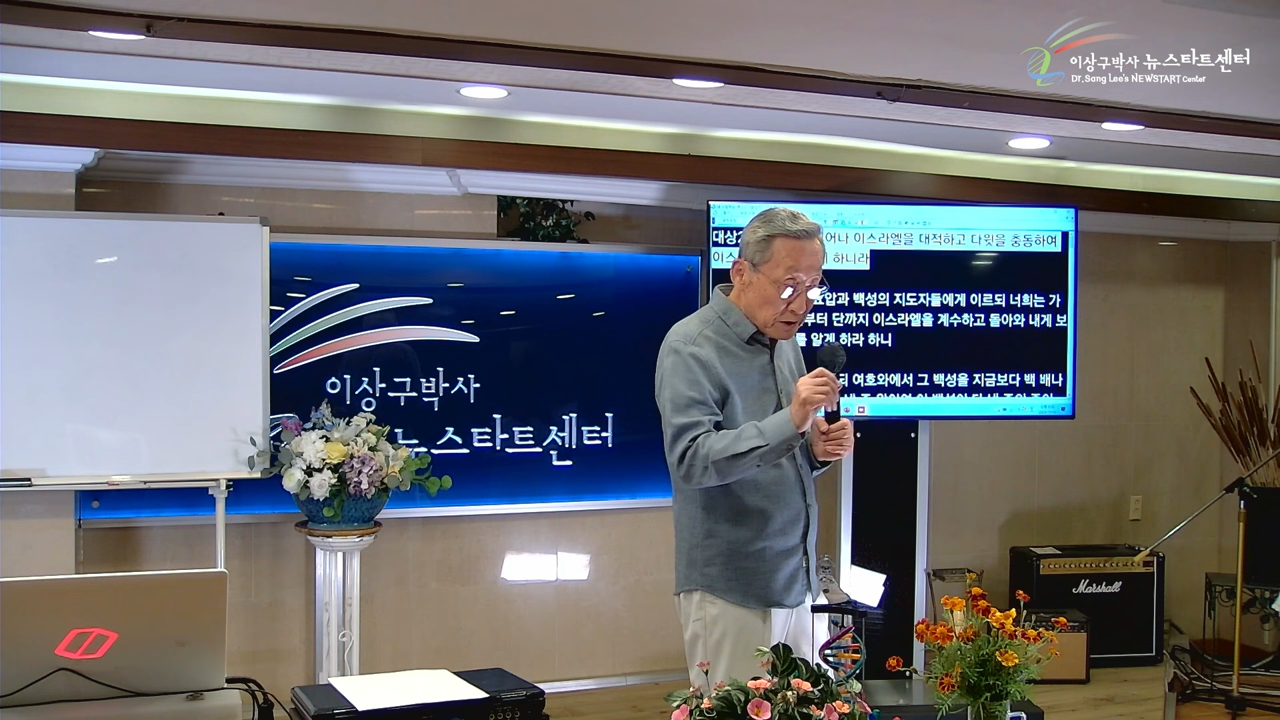 이상구박사 뉴스타트센터
Dr. Sang Lee's NEWSTART Center
대상2 어나 이스라엘을 대적하고 다윗을 충동하여
이스 하니라
요압과 백성의 지도자들에게 이르되 너희는 가
부터 단까지 이스라엘을 계수하고 돌아와 내게 보
를 알게 하라 하니
되 여호와께서 그 백성을 지금보다 백 배나
이상구박사
뉴스타트센터
Marshall